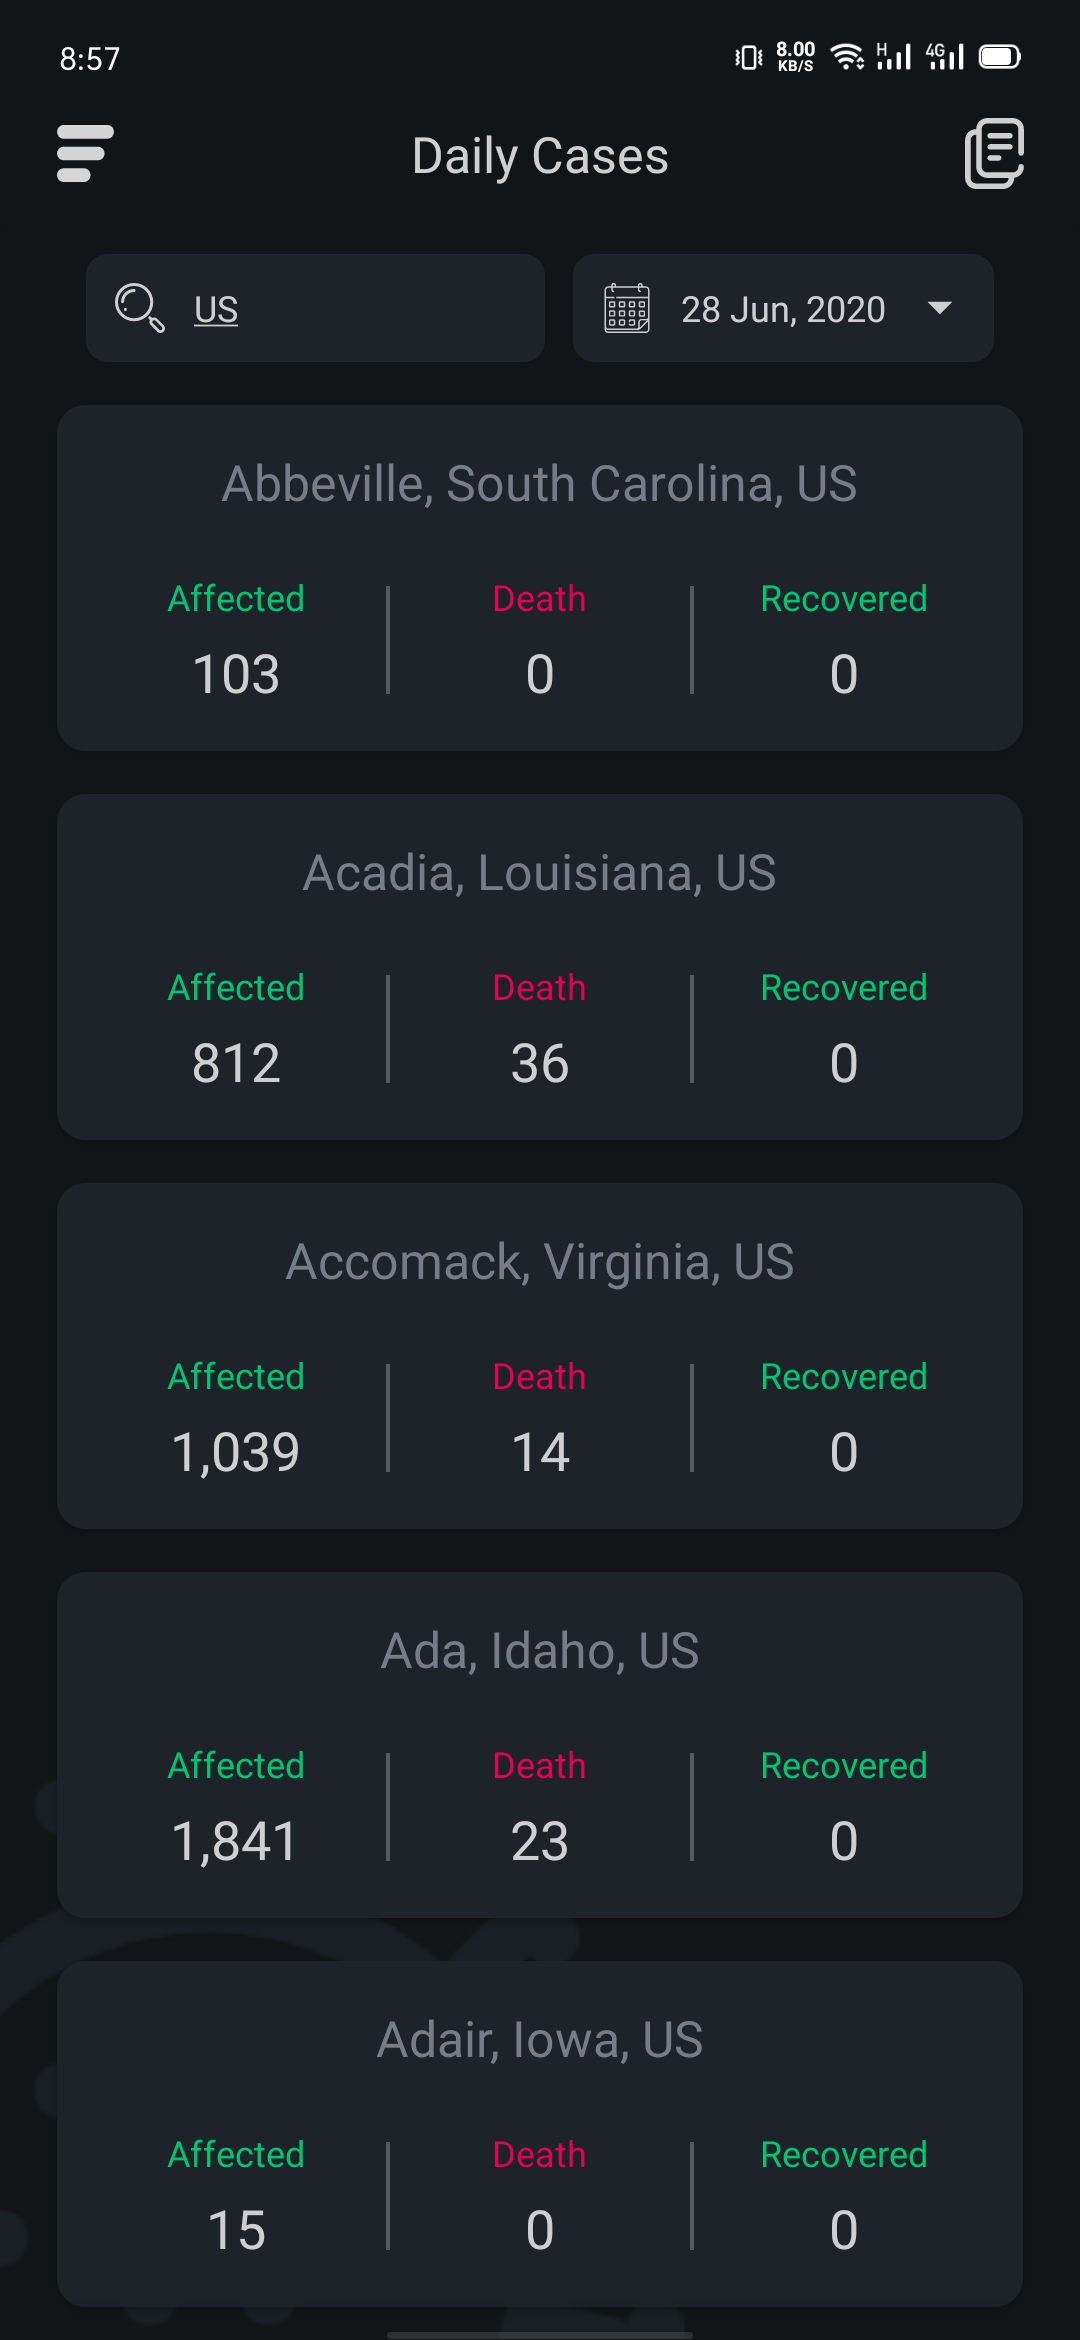 8:57 8.00 KB/S H 4G
Daily Cases
US 28 Jun, 2020
Abbeville, South Carolina, US
Affected Death Recovered
103 0 0
Acadia, Louisiana, US
Affected Death Recovered
812 36 0
Accomack, Virginia, US
Affected Death Recovered
1,039 14 0
Ada, Idaho, US
Affected Death Recovered
1,841 23 0
Adair, Iowa, US
Affected Death Recovered
15 0 0